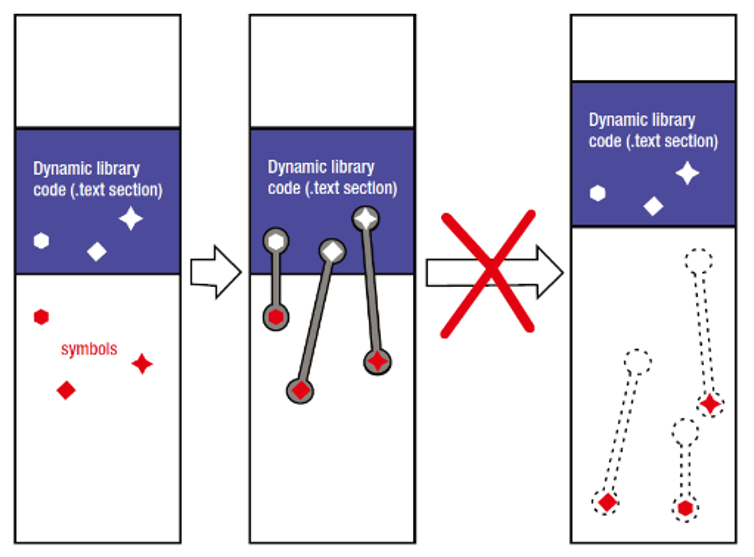 Dynamic library
code (.text section)
symbols
Dynamic library
code (.text section)
Dynamic library
code (.text section)